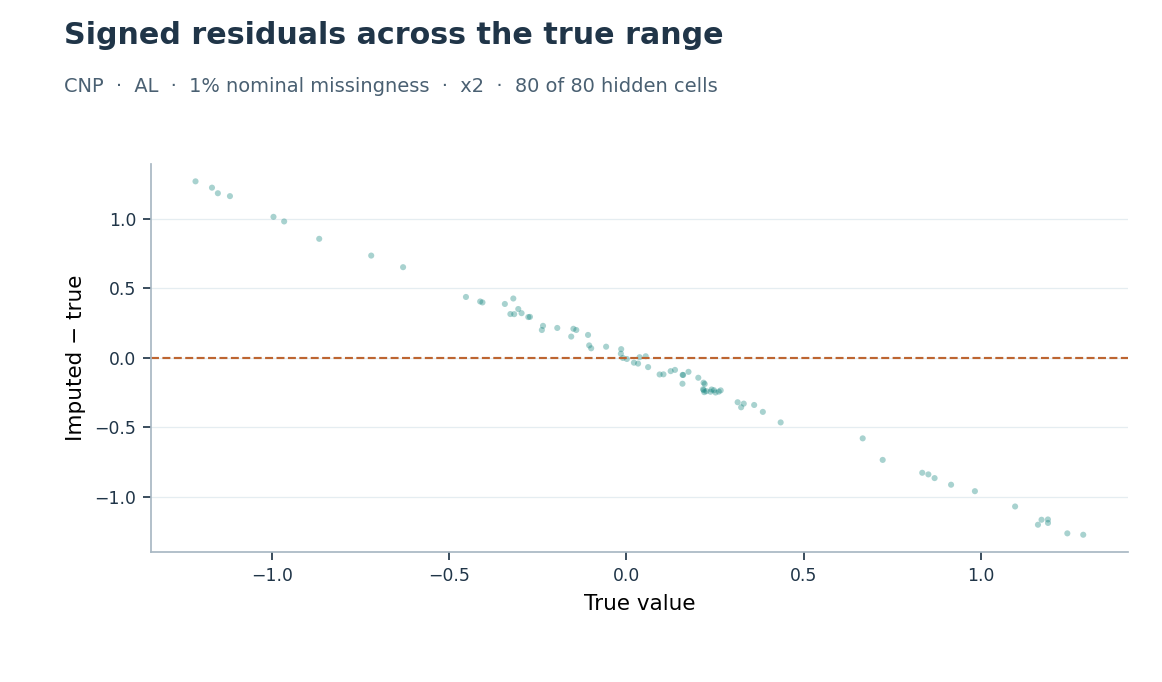 Signed residuals across the true range
CNP · AL · 1% nominal missingness · x2 · 80 of 80 hidden cells
Imputed − true
1.0
0.5
0.0
−0.5
−1.0
−1.0
−0.5
0.0
0.5
1.0
True value